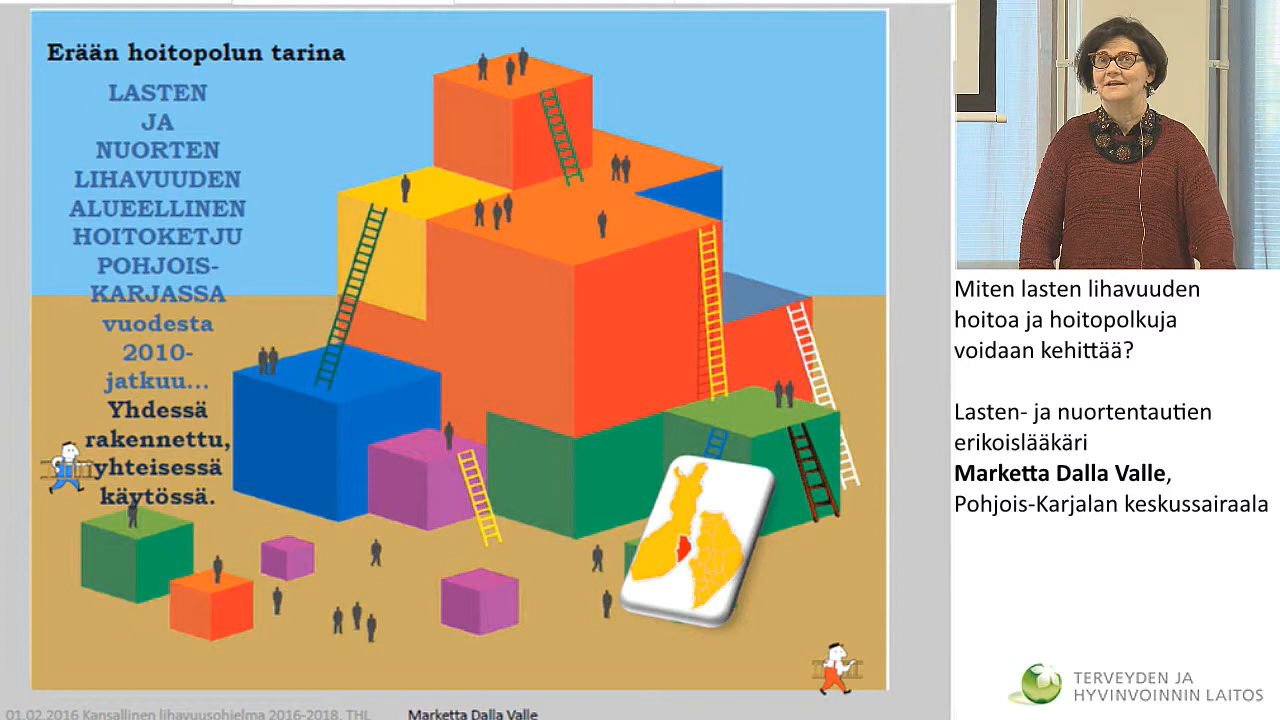 Erään hoitopolun tarina
LASTEN
JA
NUORTEN
LIHAVUUDEN
ALUEELLINEN
HOITOKETJU
POHJOIS-
KARJASSA
vuodesta
2010-
jatkuu...
Yhdessä
rakennettu,
yhteisessä
käytössä.
01.02.2016 Kansallinen lihavuusohjelma 2016-2018, THL
Marketta Dalla Valle
Miten lasten lihavuuden
hoitoa ja hoitopolkuja
voidaan kehittää?
Lasten- ja nuortentautien
erikoislääkäri
Marketta Dalla Valle,
Pohjois-Karjalan keskussairaala
TERVEYDEN JA
HYVINVOINNIN LAITOS